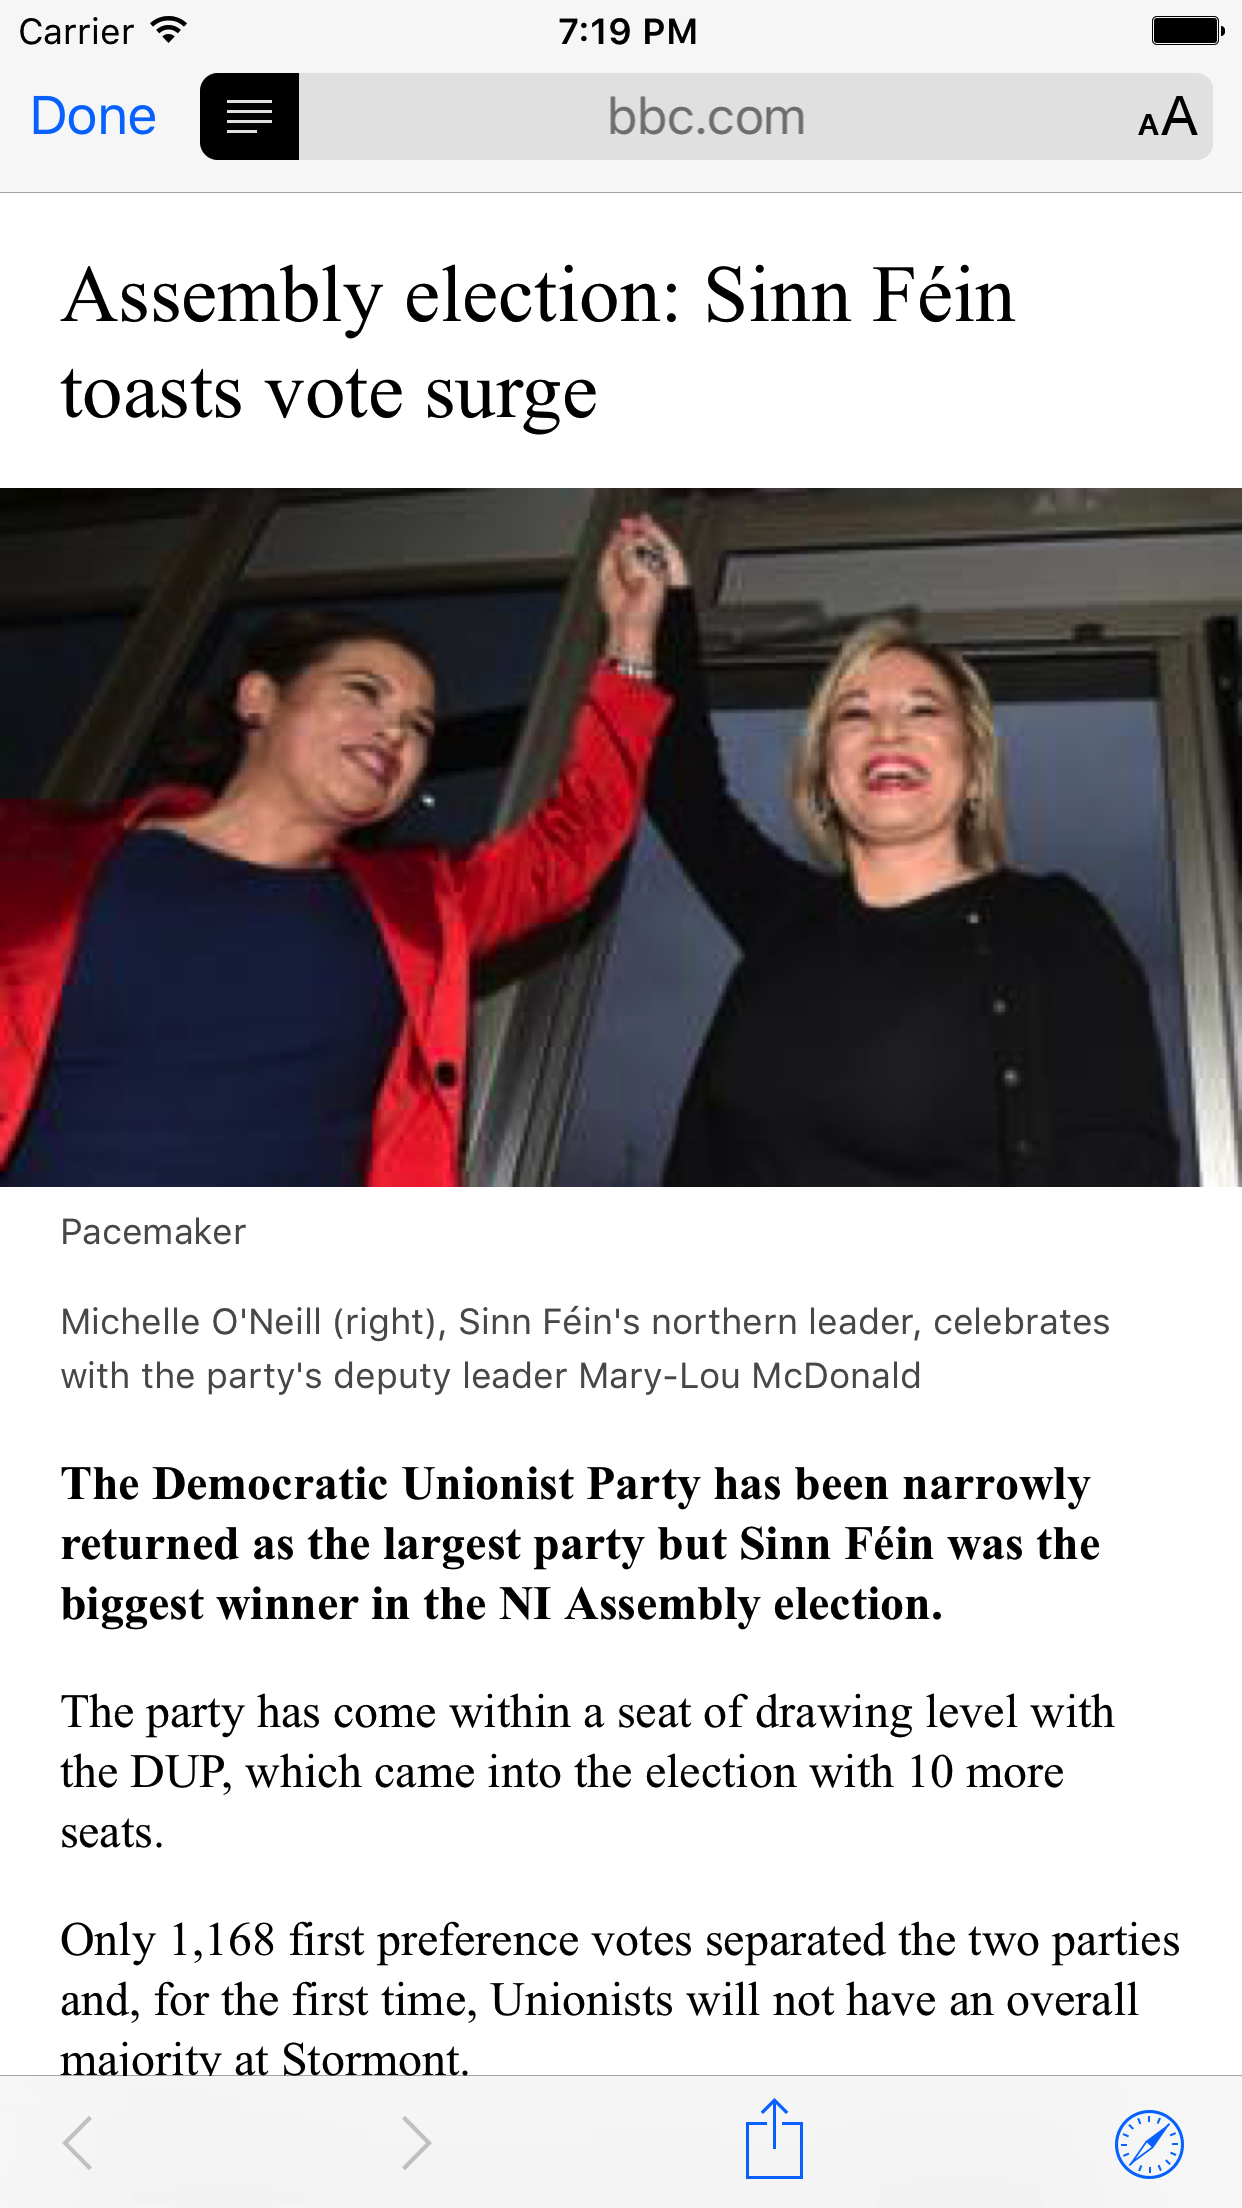 Carrier 7:19 PM
Done bbc.com AA
Assembly election: Sinn Féin
toasts vote surge
Pacemaker
Michelle O'Neill (right), Sinn Féin's northern leader, celebrates
with the party's deputy leader Mary-Lou McDonald
The Democratic Unionist Party has been narrowly
returned as the largest party but Sinn Féin was the
biggest winner in the NI Assembly election.
The party has come within a seat of drawing level with
the DUP, which came into the election with 10 more
seats.
Only 1,168 first preference votes separated the two parties
and, for the first time, Unionists will not have an overall
majority at Stormont.